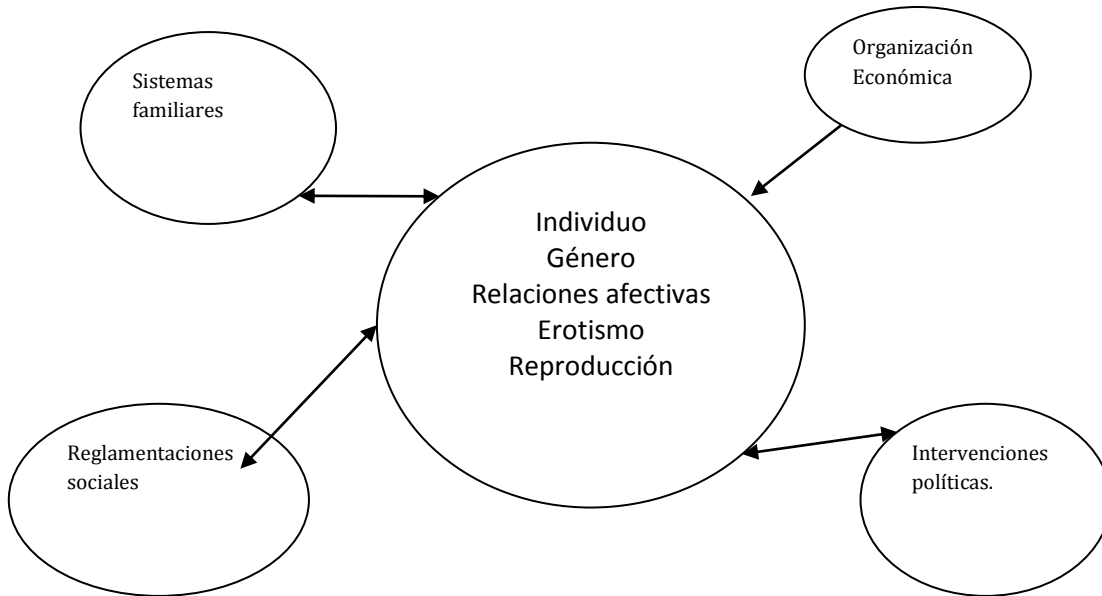 Sistemas
familiares
Organización
Económica
Individuo
Género
Relaciones afectivas
Erotismo
Reproducción
Reglamentaciones
sociales
Intervenciones
políticas.